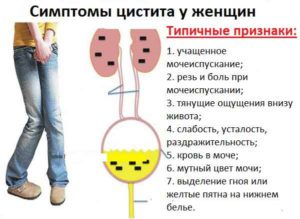 Симптомы цистита у женщин
Типичные признаки:
1. учащенное
мочеиспускание;
2. резь и боль при
мочеиспускании;
3. тянущие ощущения внизу
живота;
4. слабость, усталость,
раздражительность;
5. кровь в моче;
6. мутный цвет мочи;
7. выделение гноя или
желтые пятна на нижнем
белье.